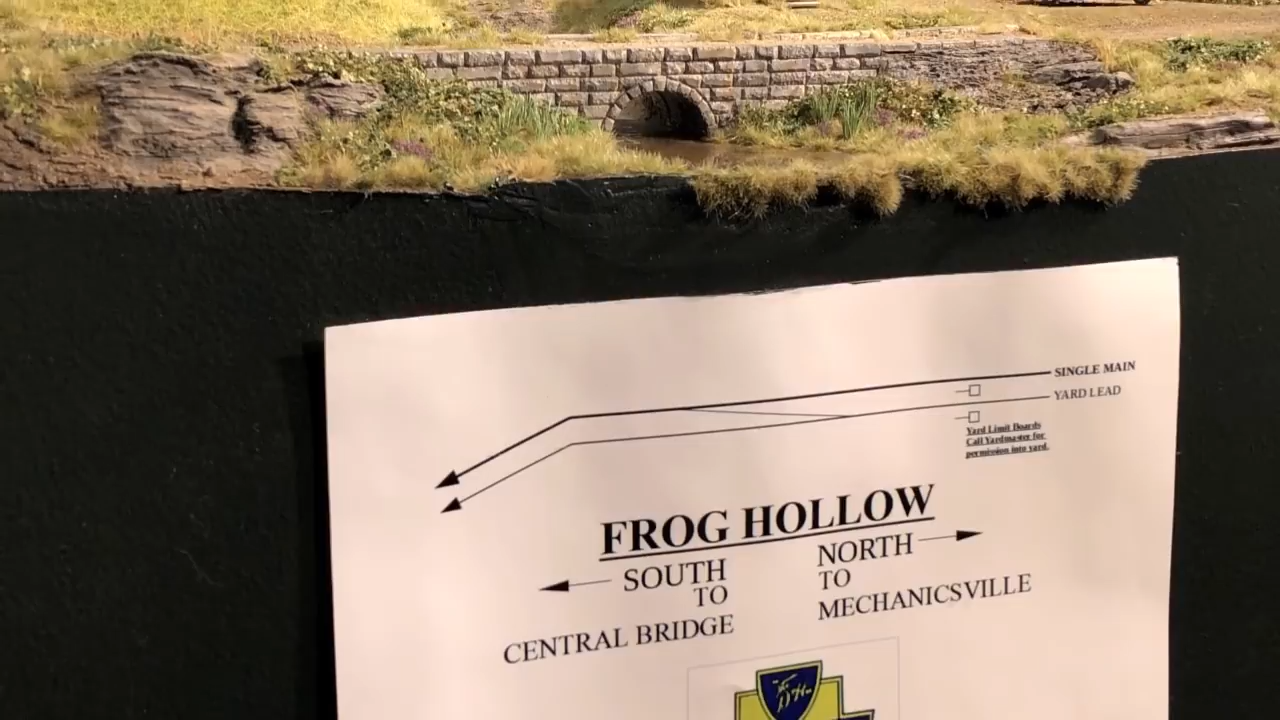 SINGLE MAIN
YARD LEAD
Yard Limit Boards
Call Yardmaster for
permission into yard.
FROG HOLLOW
SOUTH
TO
CENTRAL BRIDGE
NORTH
TO
MECHANICSVILLE
The
D&H